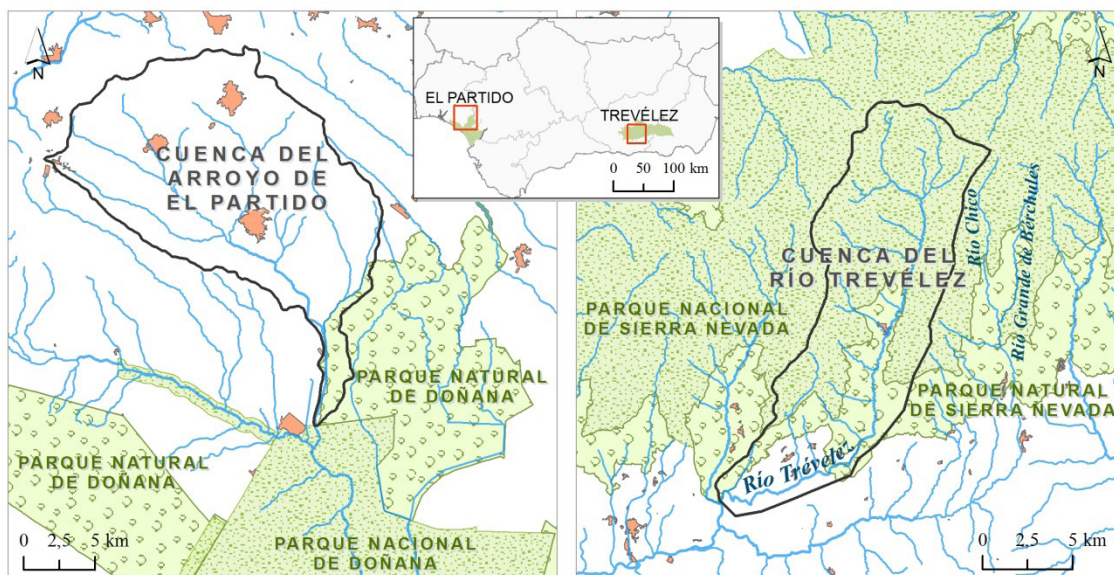 N
CUENCA DEL
ARROYO DE
EL PARTIDO
PARQUE NATURAL
DE DOÑANA
PARQUE NATURAL
DE DOÑANA
PARQUE NACIONAL
DE DOÑANA
0 2,5 5 km
EL PARTIDO
TREVÉLEZ
0 50 100 km
N
CUENCA DEL
RÍO TREVÉLEZ
Río Chico
Río Grande de Bérchules
PARQUE NACIONAL
DE SIERRA NEVADA
PARQUE NATURAL
DE SIERRA NEVADA
Río Trévelez
0 2,5 5 km